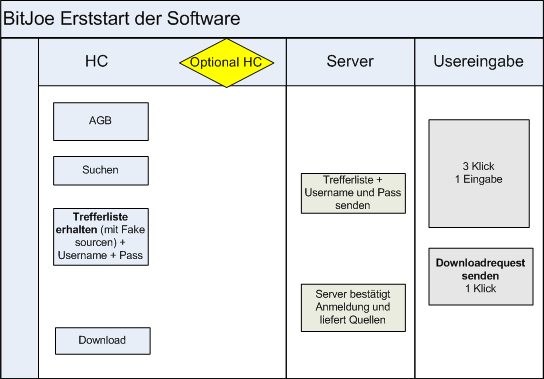 BitJoe Erststart der Software
HC
Optional HC
Server
Usereingabe
AGB
Suchen
Trefferliste
erhalten (mit Fake
sourcen) +
Username + Pass
Download
Trefferliste +
Username und Pass
senden
Server bestätigt
Anmeldung und
liefert Quellen
3 Klick
1 Eingabe
Downloadrequest
senden
1 Klick